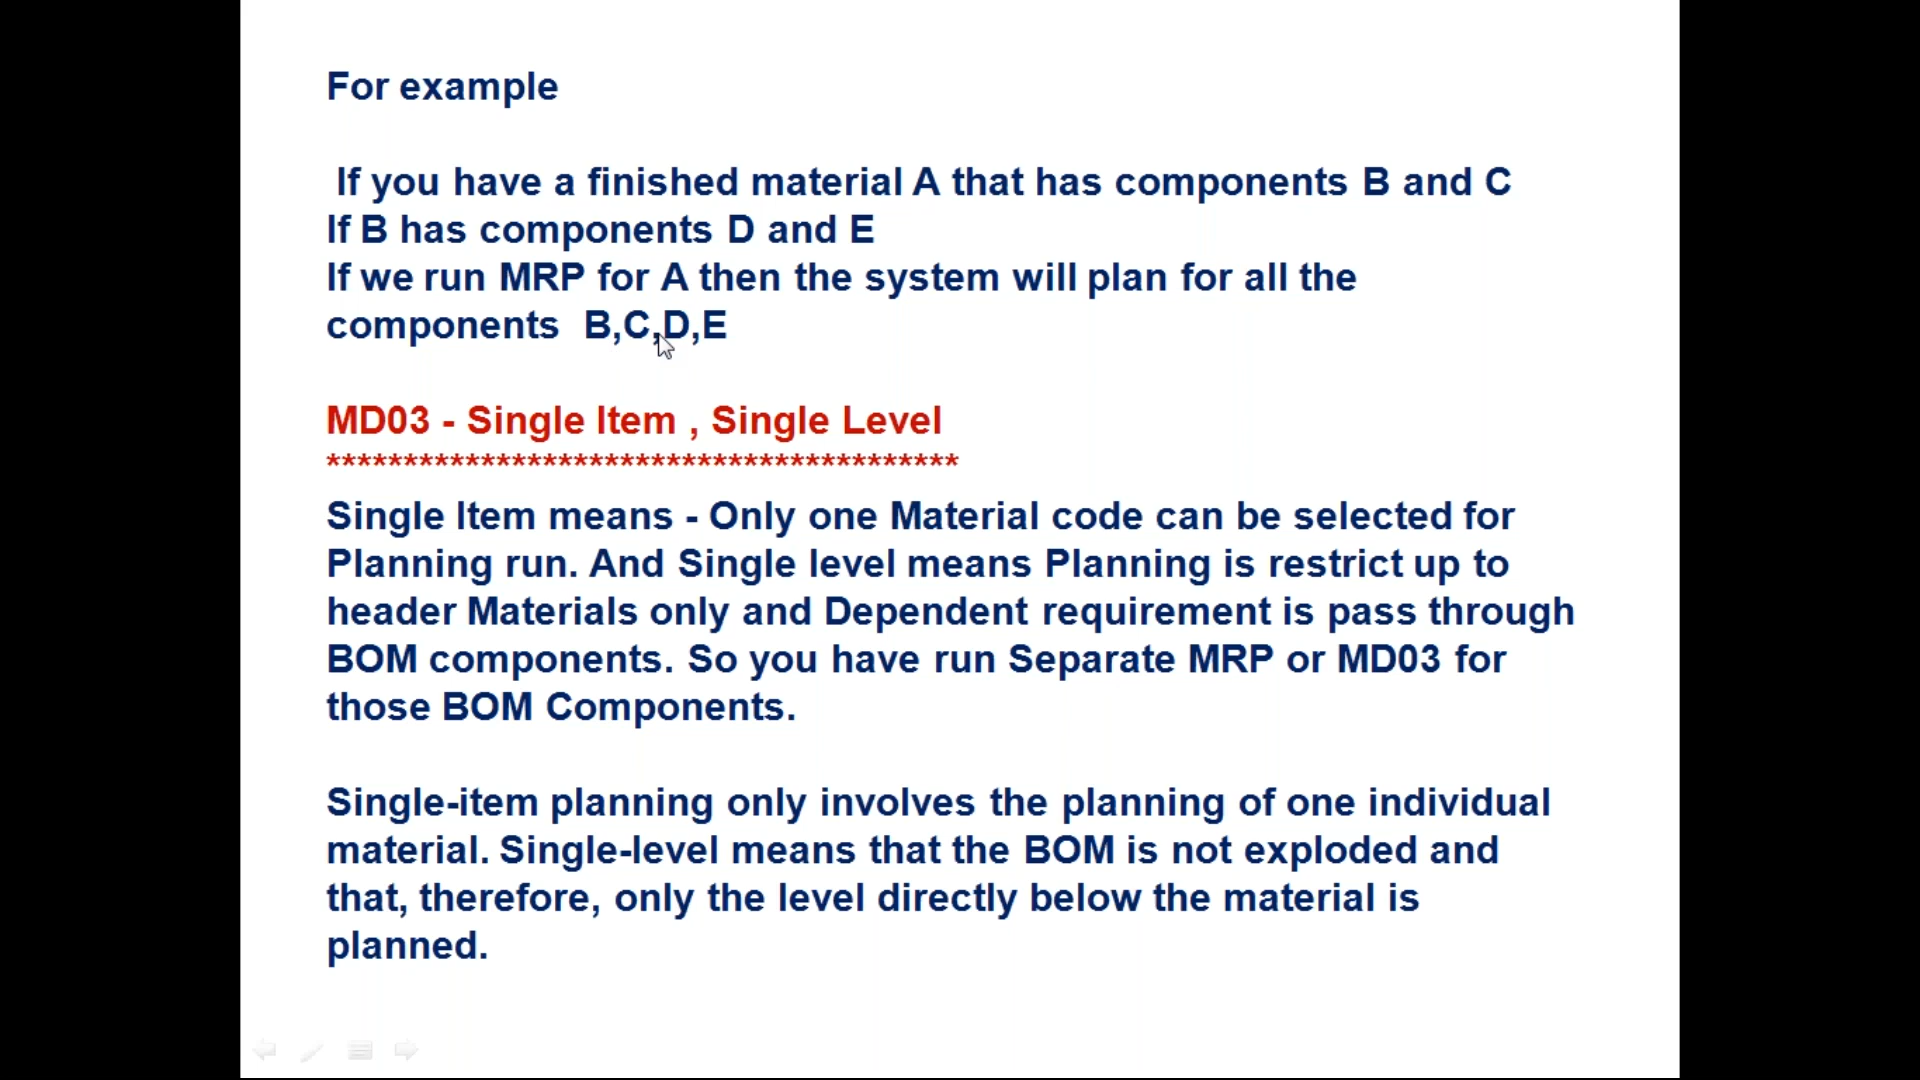 For example
If you have a finished material A that has components B and C
If B has components D and E
If we run MRP for A then the system will plan for all the
components B,C,D,E
MD03 - Single Item , Single Level
*****************************************
Single Item means - Only one Material code can be selected for
Planning run. And Single level means Planning is restrict up to
header Materials only and Dependent requirement is pass through
BOM components. So you have run Separate MRP or MD03 for
those BOM Components.
Single-item planning only involves the planning of one individual
material. Single-level means that the BOM is not exploded and
that, therefore, only the level directly below the material is
planned.